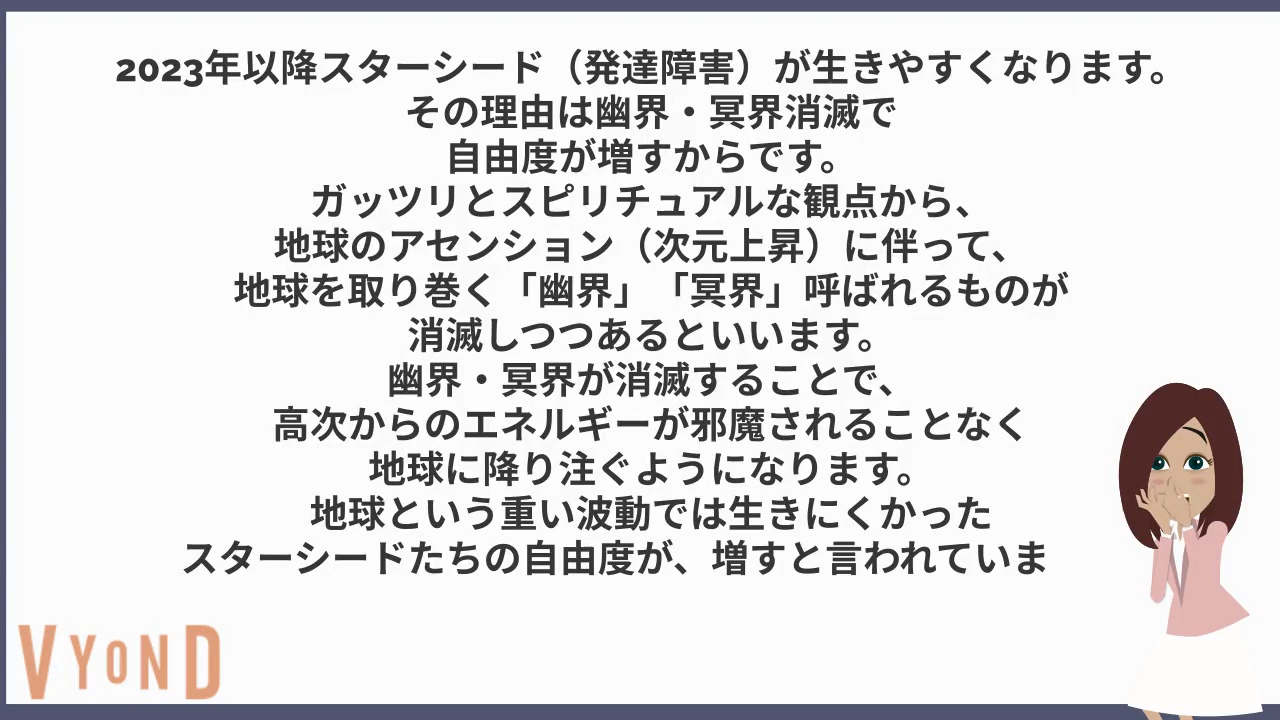 2023年以降スターシード（発達障害）が生きやすくなります。
その理由は幽界・冥界消滅で
自由度が増すからです。
ガッツリとスピリチュアルな観点から、
地球のアセンション（次元上昇）に伴って、
地球を取り巻く「幽界」「冥界」呼ばれるものが
消滅しつつあるといいます。
幽界・冥界が消滅することで、
高次からのエネルギーが邪魔されることなく
地球に降り注ぐようになります。
地球という重い波動では生きにくかった
スターシードたちの自由度が、増すと言われていま
VYOND